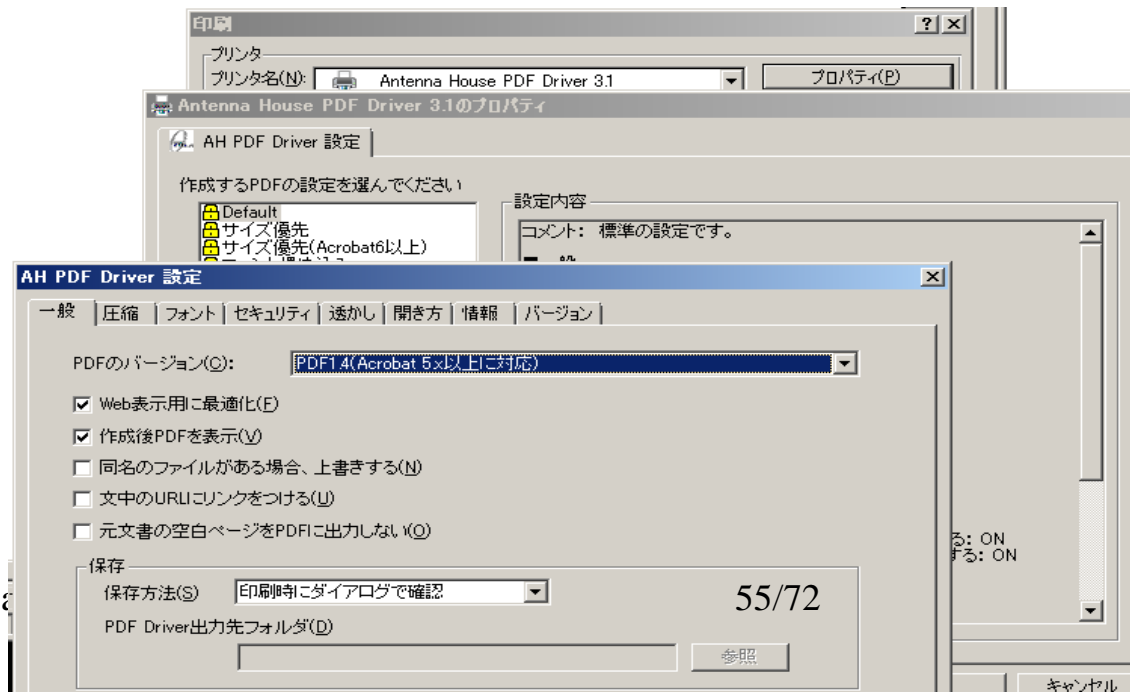 印刷
プリンタ
プリンタ名(N): Antenna House PDF Driver 3.1 プロパティ(P)
Antenna House PDF Driver 3.1のプロパティ
AH PDF Driver 設定
作成するPDFの設定を選んでください
Default
サイズ優先
サイズ優先(Acrobat6以上)
設定内容
コメント: 標準の設定です。
AH PDF Driver 設定
一般 圧縮 フォント セキュリティ 透かし 開き方 情報 バージョン
PDFのバージョン(C): PDF1.4(Acrobat 5.x以上に対応)
Web表示用に最適化(F)
作成後PDFを表示(V)
同名のファイルがある場合、上書きする(N)
文中のURLにリンクをつける(U)
元文書の空白ページをPDFに出力しない(O)
る: ON
する: ON
保存
保存方法(S) 印刷時にダイアログで確認
55/72
PDF Driver出力先フォルダ(D)
参照
キャンセル